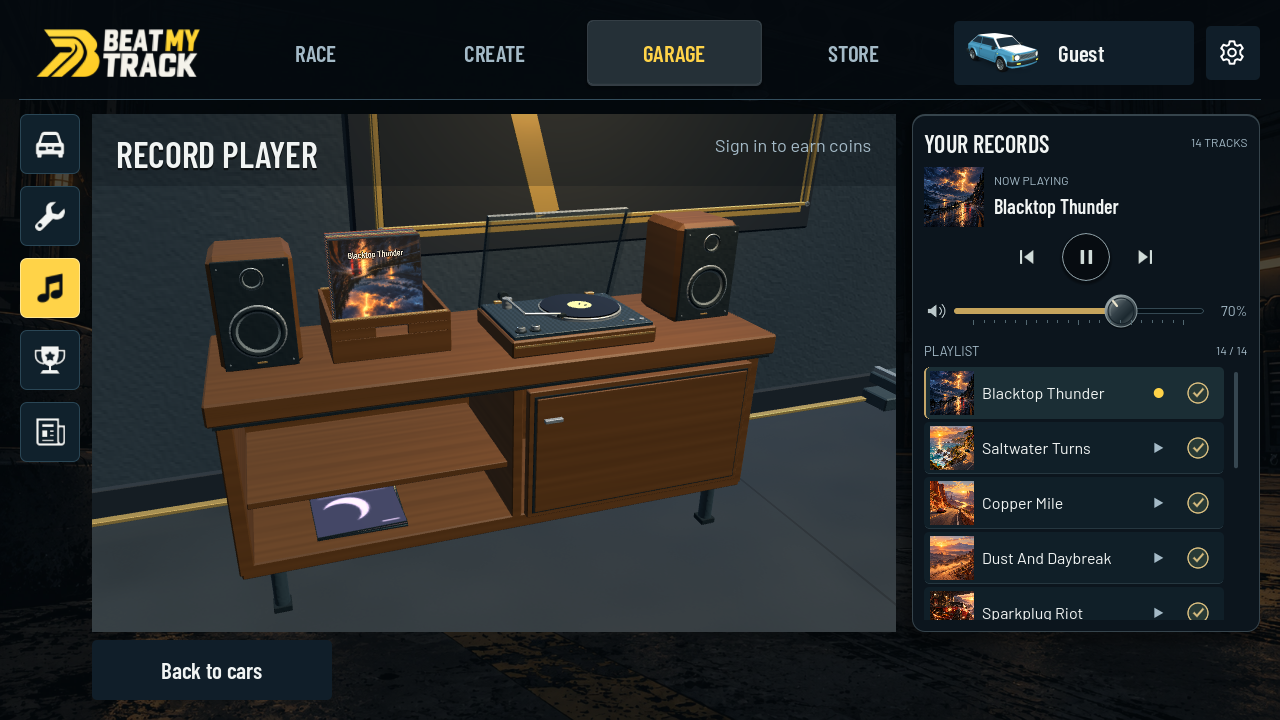 BEATMY
TRACK
RACE
CREATE
GARAGE
STORE
Guest
RECORD PLAYER
Sign in to earn coins
Blacktop Thunder
YOUR RECORDS
14 TRACKS
NOW PLAYING
Blacktop Thunder
70%
PLAYLIST
14 / 14
Blacktop Thunder
Saltwater Turns
Copper Mile
Dust And Daybreak
Sparkplug Riot
Back to cars